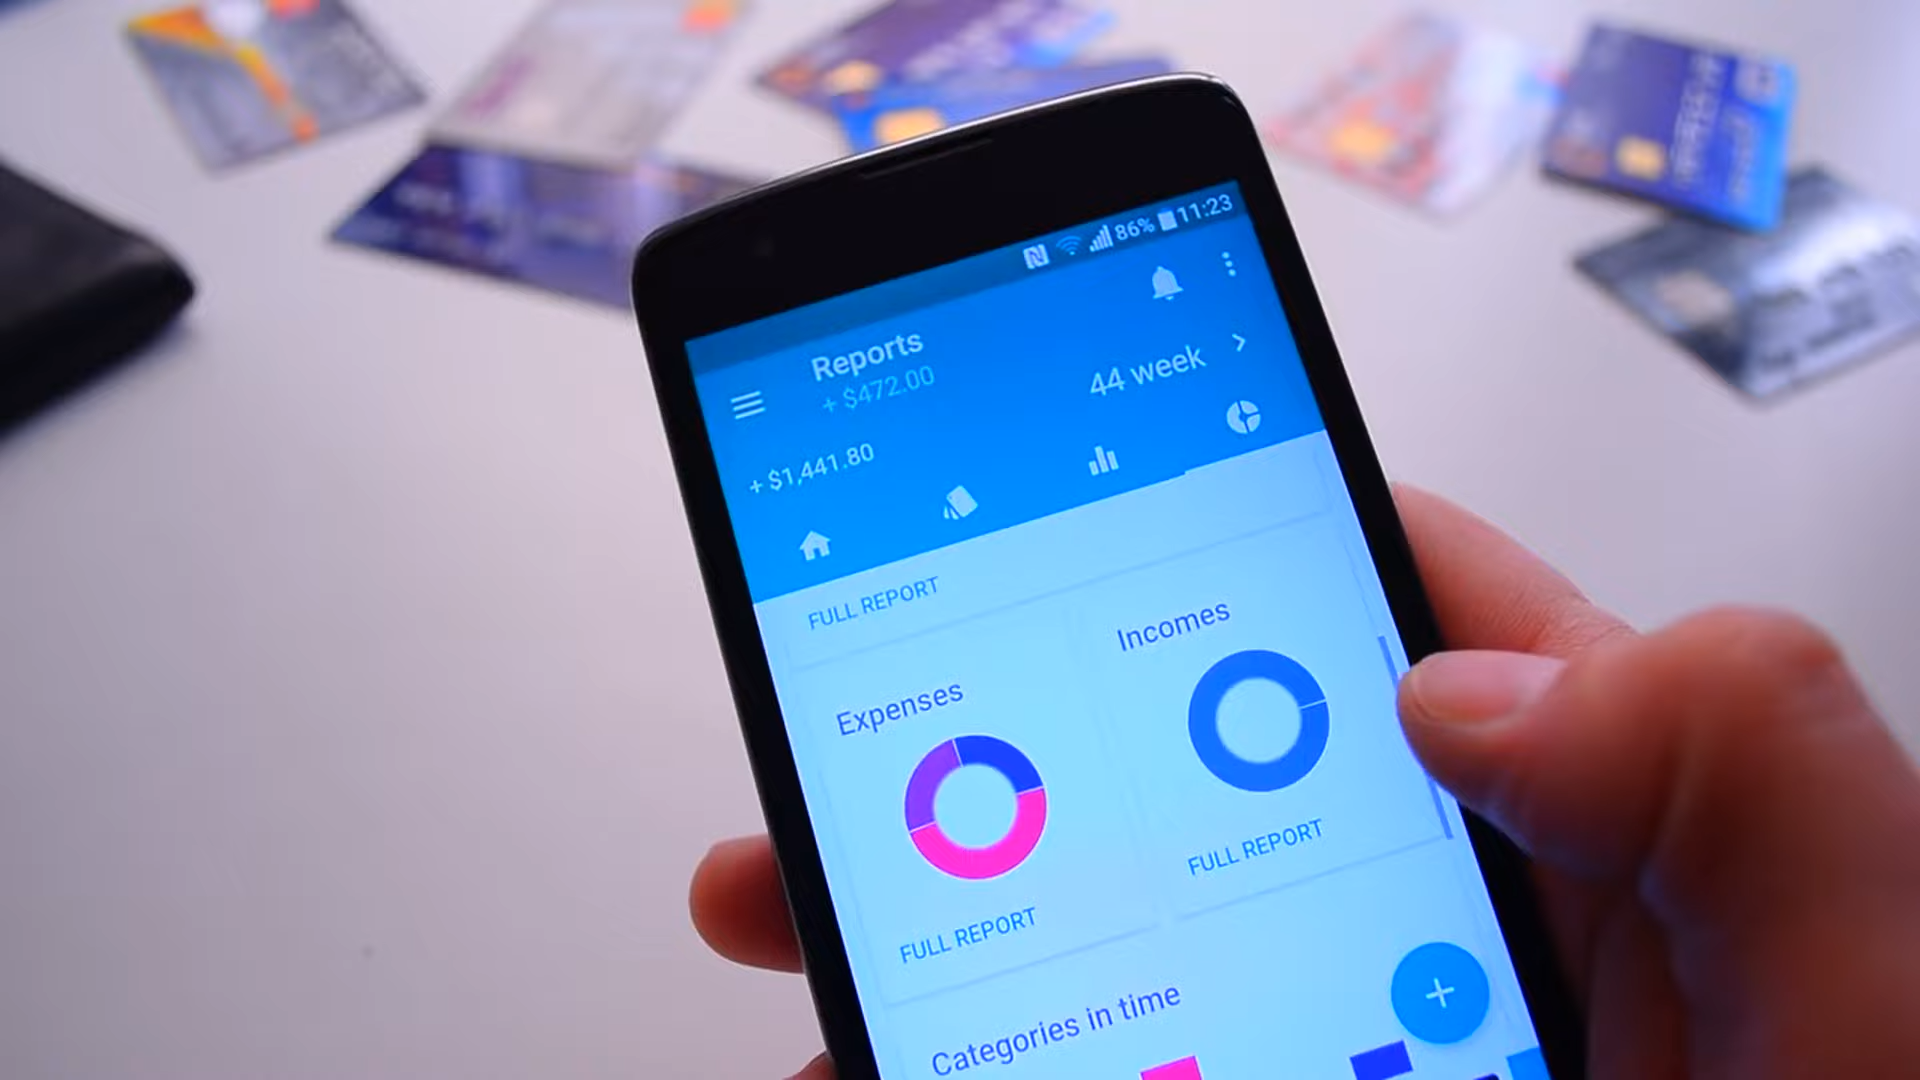 86% 11:23
Reports
+ $472.00
44 week
+ $1,441.80
FULL REPORT
Expenses
Incomes
FULL REPORT
FULL REPORT
Categories in time